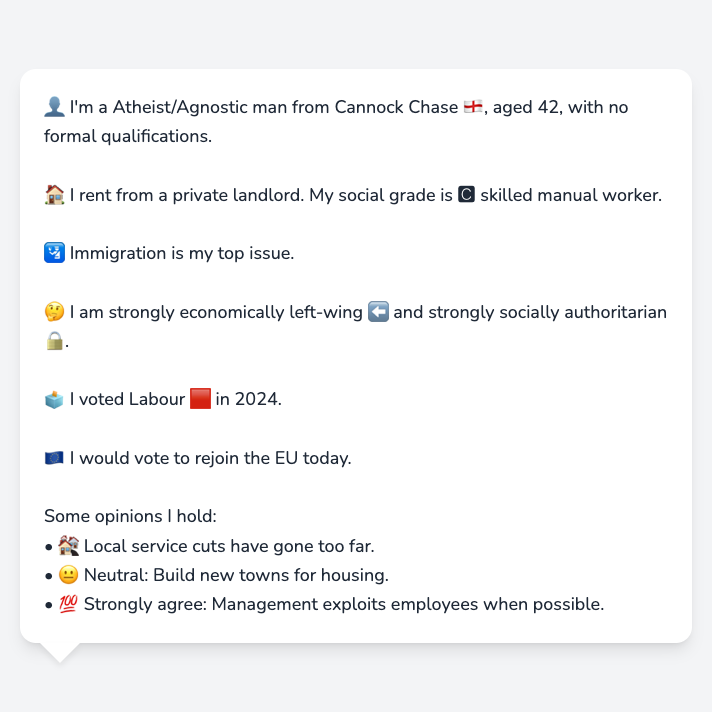 👤 I'm a Atheist/Agnostic man from Cannock Chase 🏴󠁧󠁢󠁥󠁮󠁧󠁿, aged 42, with no
formal qualifications.
🏠 I rent from a private landlord. My social grade is 🅲 skilled manual worker.
🛂 Immigration is my top issue.
🤔 I am strongly economically left-wing ⬅️ and strongly socially authoritarian
🔒.
🗳️ I voted Labour 🟥 in 2024.
🇪🇺 I would vote to rejoin the EU today.
Some opinions I hold:
• 🏚️ Local service cuts have gone too far.
• 😐 Neutral: Build new towns for housing.
• 💯 Strongly agree: Management exploits employees when possible.